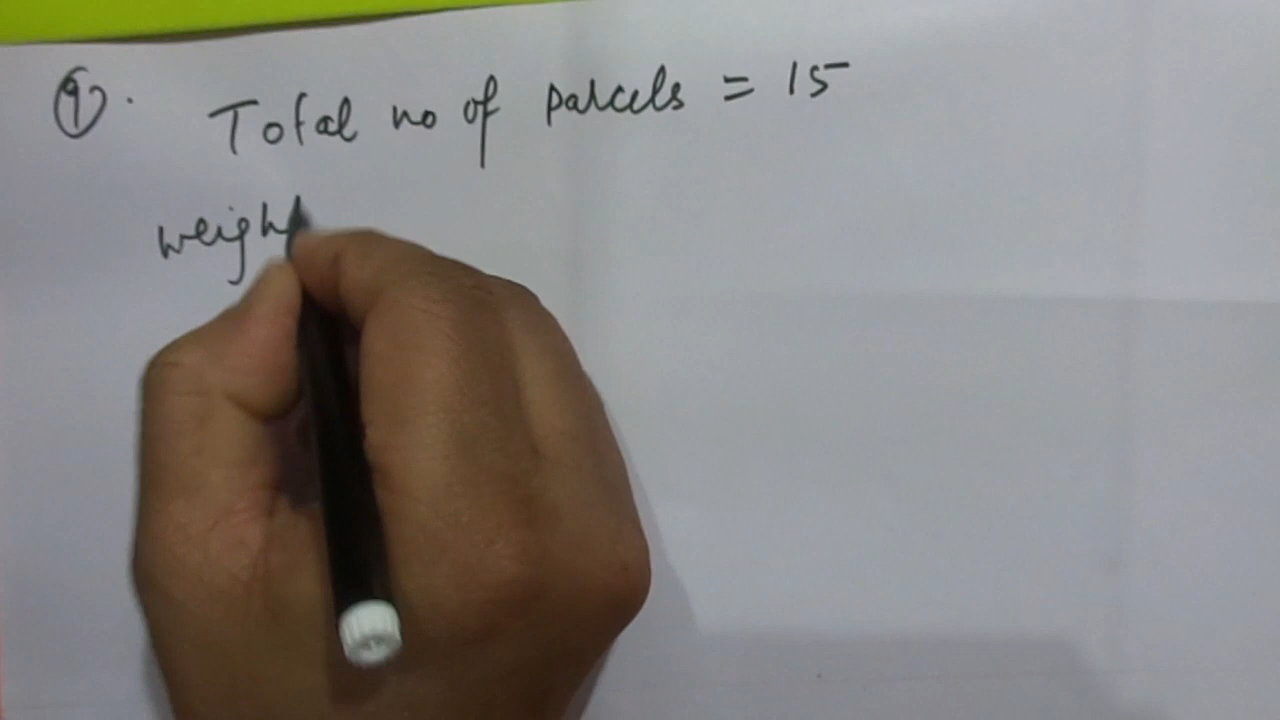 9. Total no of parcels = 15
weigh